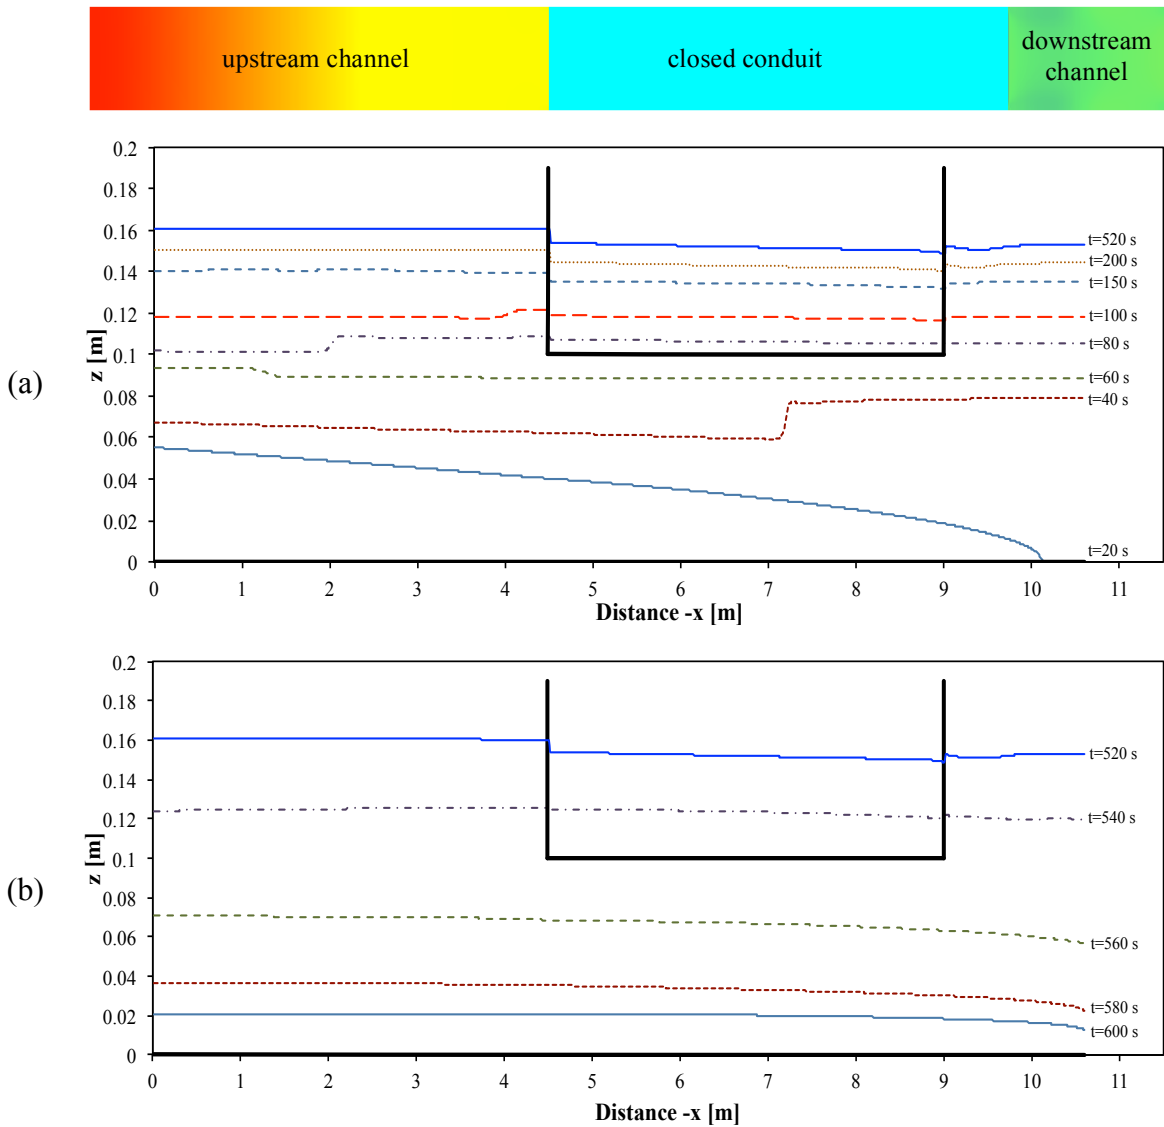 upstream channel
closed conduit
downstream
channel
(a)
z [m]
0.2
0.18
0.16
0.14
0.12
0.1
0.08
0.06
0.04
0.02
0
t=520 s
t=200 s
t=150 s
t=100 s
t=80 s
t=60 s
t=40 s
t=20 s
0 1 2 3 4 5 6 7 8 9 10 11
Distance -x [m]
(b)
z [m]
0.2
0.18
0.16
0.14
0.12
0.1
0.08
0.06
0.04
0.02
0
t=520 s
t=540 s
t=560 s
t=580 s
t=600 s
0 1 2 3 4 5 6 7 8 9 10 11
Distance -x [m]